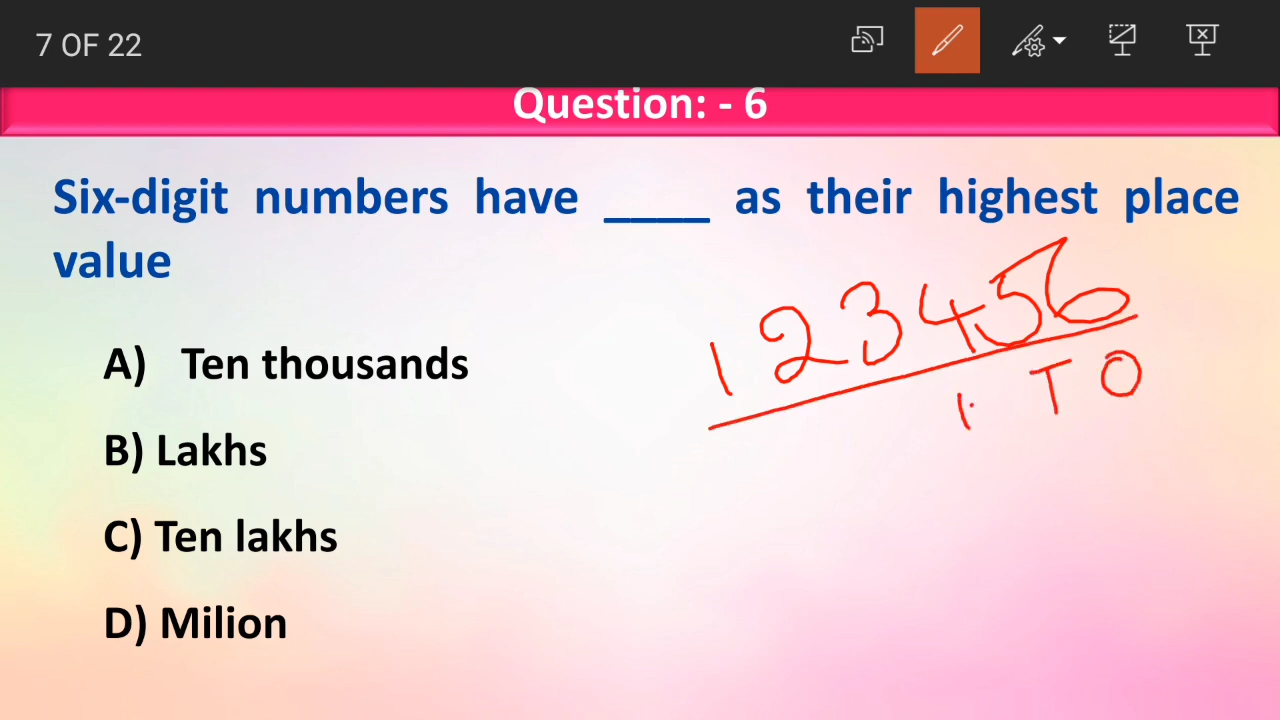 7 OF 22
Question: - 6
Six-digit numbers have ____ as their highest place
value
123456
T O
A) Ten thousands
B) Lakhs
C) Ten lakhs
D) Milion